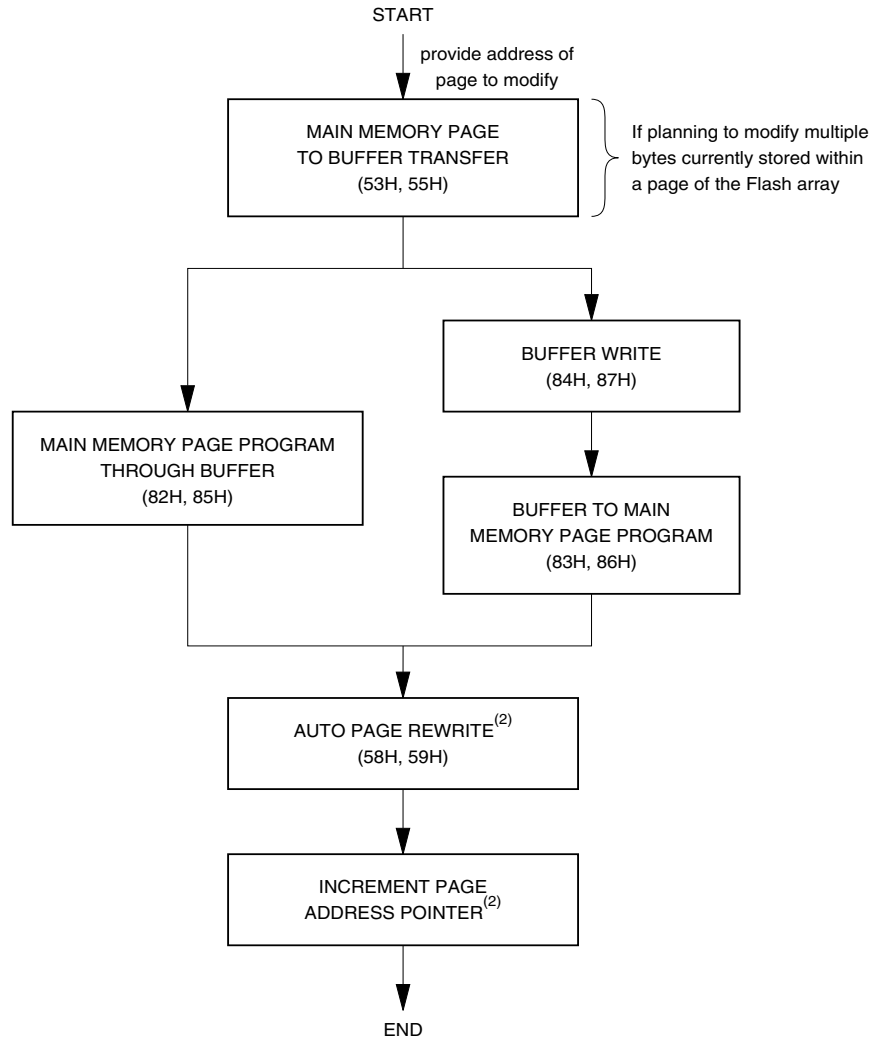 START
provide address of
page to modify
MAIN MEMORY PAGE
TO BUFFER TRANSFER
(53H, 55H)
If planning to modify multiple
bytes currently stored within
a page of the Flash array
BUFFER WRITE
(84H, 87H)
MAIN MEMORY PAGE PROGRAM
THROUGH BUFFER
(82H, 85H)
BUFFER TO MAIN
MEMORY PAGE PROGRAM
(83H, 86H)
AUTO PAGE REWRITE(2)
(58H, 59H)
INCREMENT PAGE
ADDRESS POINTER(2)
END